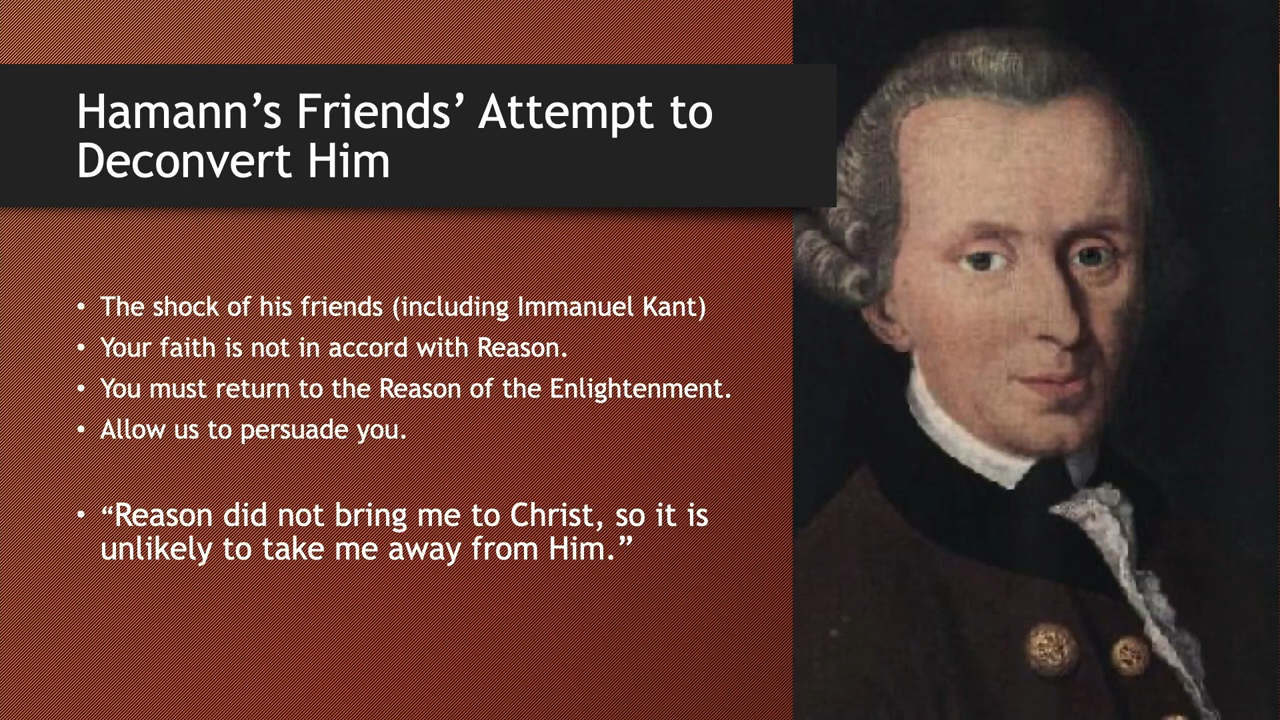 Hamann’s Friends’ Attempt to
Deconvert Him
• The shock of his friends (including Immanuel Kant)
• Your faith is not in accord with Reason.
• You must return to the Reason of the Enlightenment.
• Allow us to persuade you.
• “Reason did not bring me to Christ, so it is
unlikely to take me away from Him.”